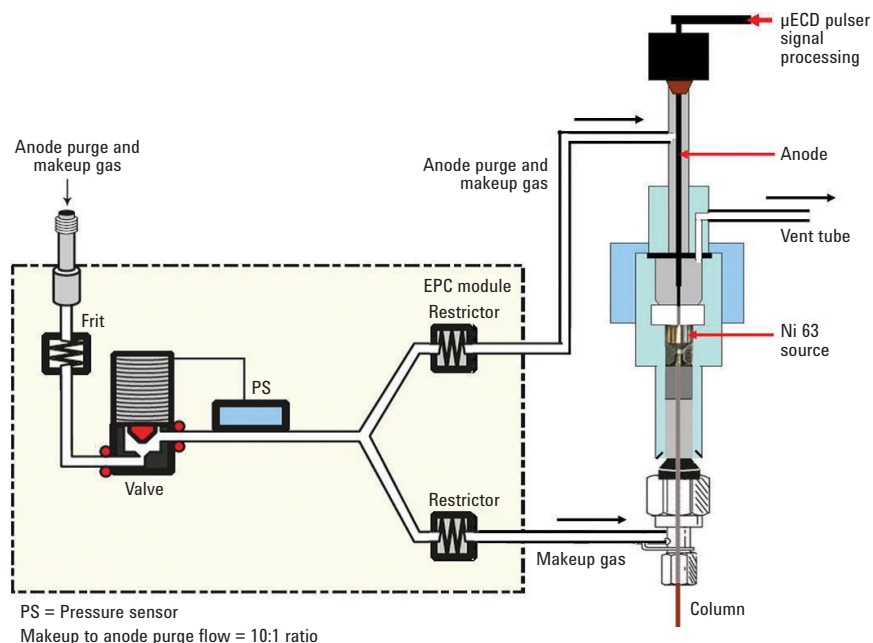 µECD pulser
signal
processing
Anode purge and
makeup gas
Anode purge and
makeup gas
Anode
Vent tube
EPC module
Restrictor
Frit
PS
Ni 63
source
Valve
Restrictor
Makeup gas
Column
PS = Pressure sensor
Makeup to anode purge flow = 10:1 ratio